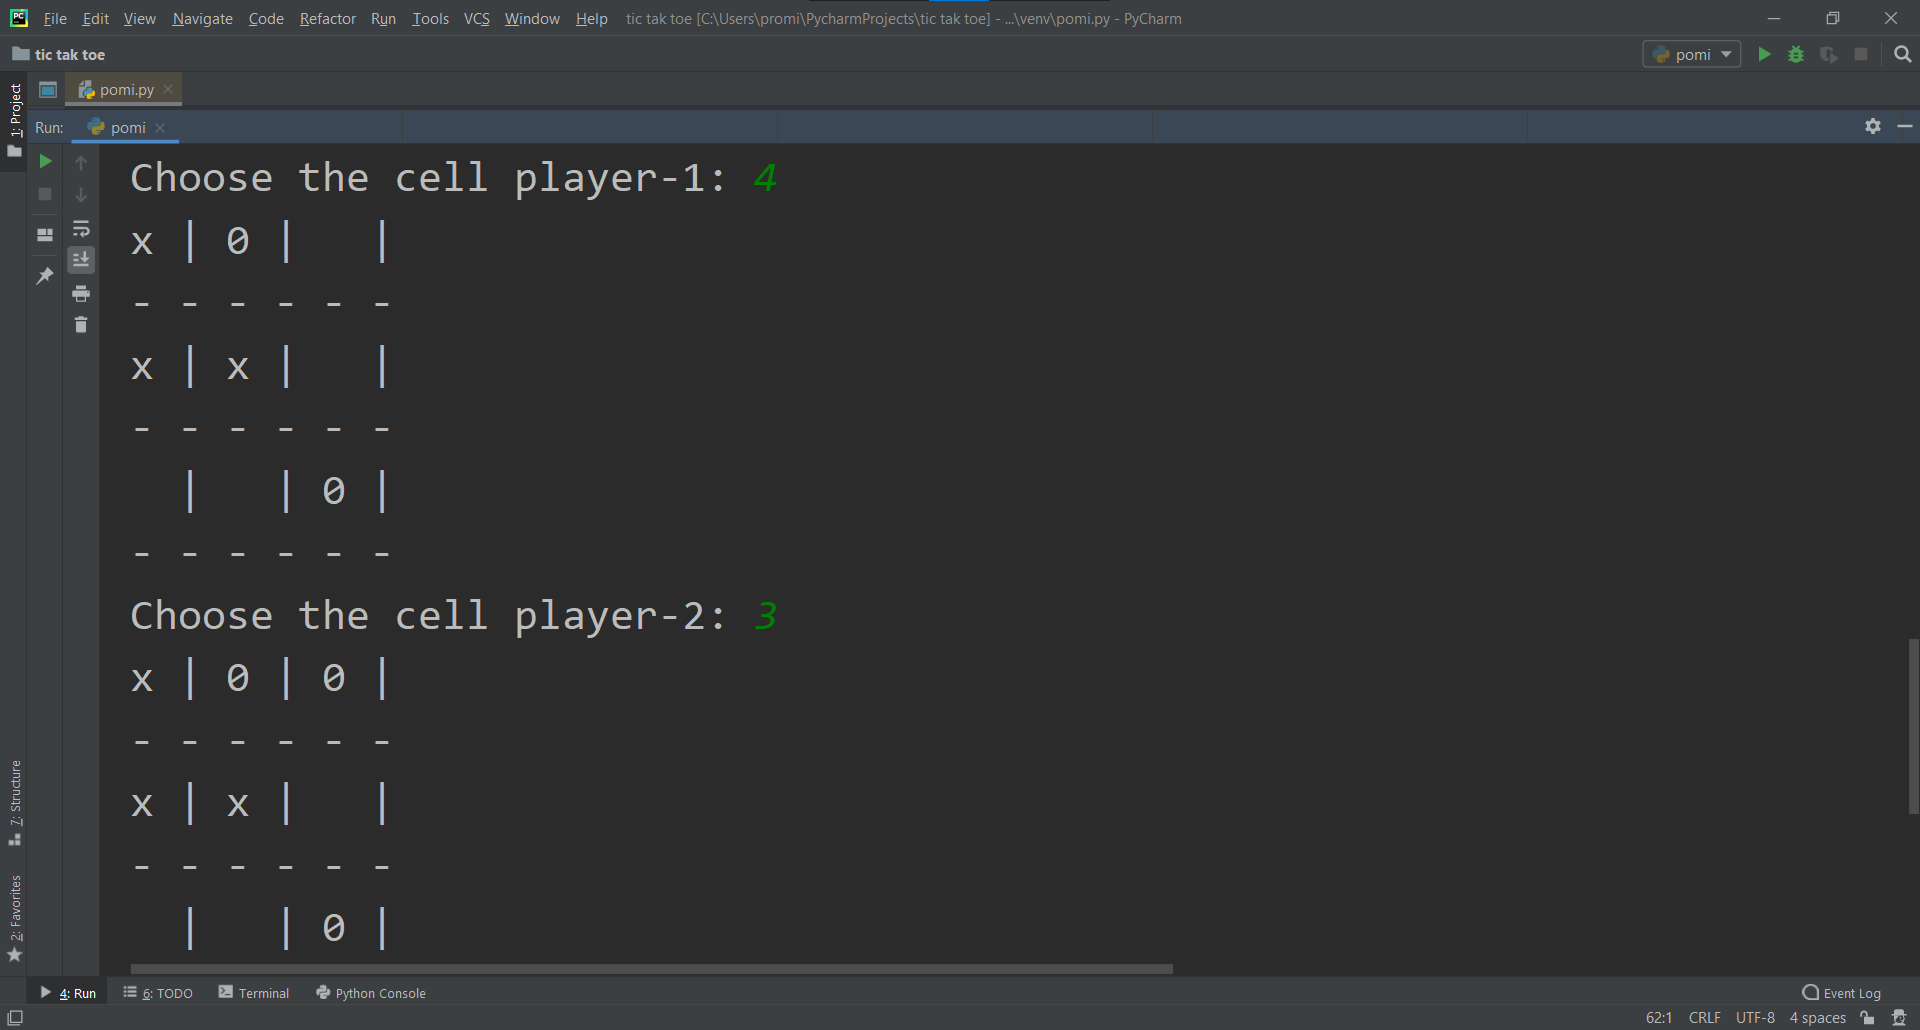 PC File Edit View Navigate Code Refactor Run Tools VCS Window Help tic tak toe [C:\Users\promi\PycharmProjects\tic tak toe] - ...\venv\pomi.py - PyCharm
tic tak toe pomi
1: Project
pomi.py
Run: pomi
Choose the cell player-1: 4
x | 0 |   |
- - - - - -
x | x |   |
- - - - - -
  |   | 0 |
- - - - - -
Choose the cell player-2: 3
x | 0 | 0 |
- - - - - -
x | x |   |
- - - - - -
  |   | 0 |
7: Structure
2: Favorites
4: Run 6: TODO Terminal Python Console Event Log
62:1 CRLF UTF-8 4 spaces